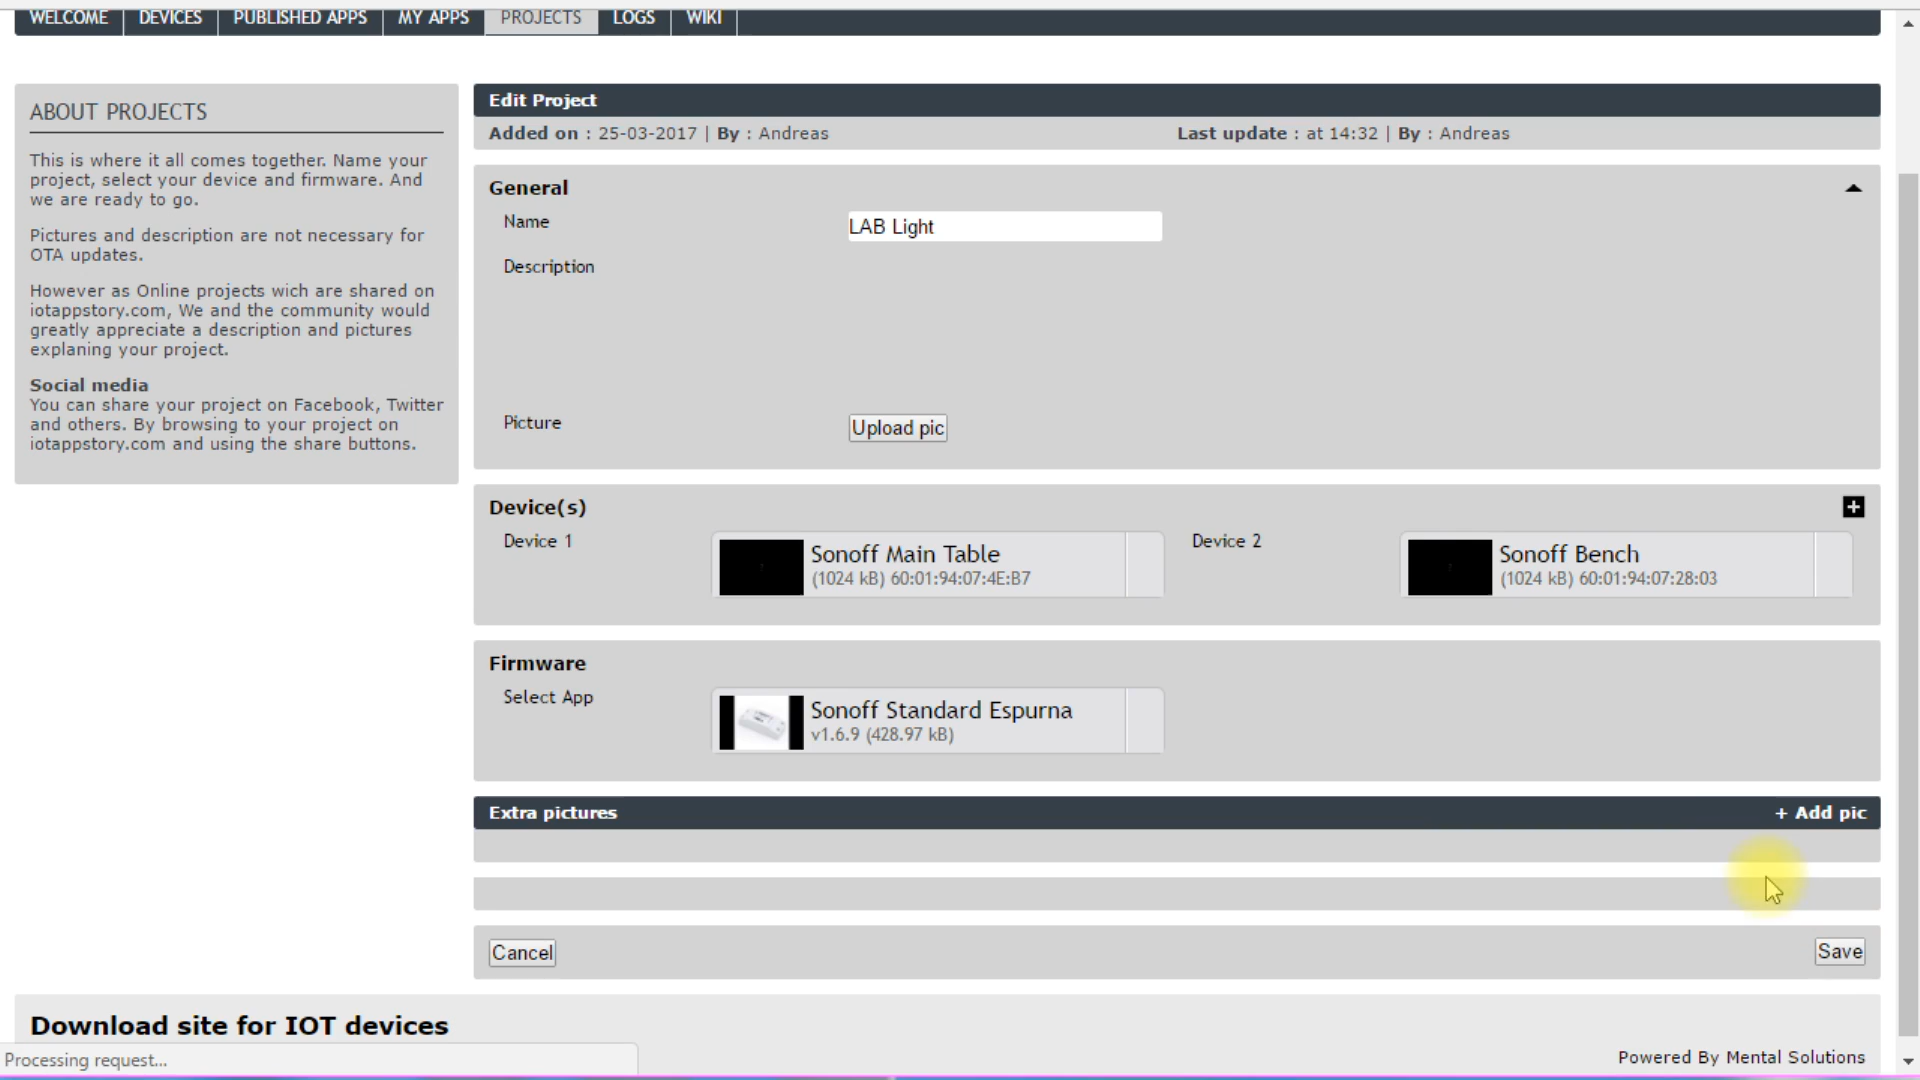 WELCOME DEVICES PUBLISHED APPS MY APPS PROJECTS LOGS WIKI
ABOUT PROJECTS
This is where it all comes together. Name your
project, select your device and firmware. And
we are ready to go.
Pictures and description are not necessary for
OTA updates.
However as Online projects wich are shared on
iotappstory.com, We and the community would
greatly appreciate a description and pictures
explaning your project.
Social media
You can share your project on Facebook, Twitter
and others. By browsing to your project on
iotappstory.com and using the share buttons.
Edit Project
Added on : 25-03-2017 | By : Andreas Last update : at 14:32 | By : Andreas
General
Name LAB Light
Description
Picture Upload pic
Device(s)
Device 1 Sonoff Main Table
(1024 kB) 60:01:94:07:4E:B7
Device 2 Sonoff Bench
(1024 kB) 60:01:94:07:28:03
Firmware
Select App Sonoff Standard Espurna
v1.6.9 (428.97 kB)
Extra pictures + Add pic
Cancel Save
Download site for IOT devices
Processing request...
Powered By Mental Solutions